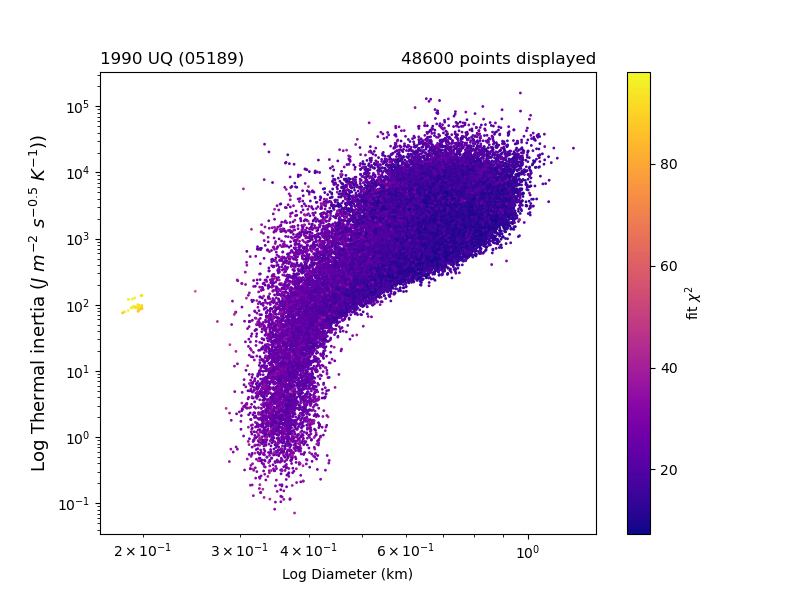 1990 UQ (05189) 48600 points displayed
Log Thermal inertia (J m⁻² s⁻⁰·⁵ K⁻¹))
10⁵
10⁴
10³
10²
10¹
10⁰
10⁻¹
2 × 10⁻¹ 3 × 10⁻¹ 4 × 10⁻¹ 6 × 10⁻¹ 10⁰
Log Diameter (km)
80
60
40
20
fit χ²